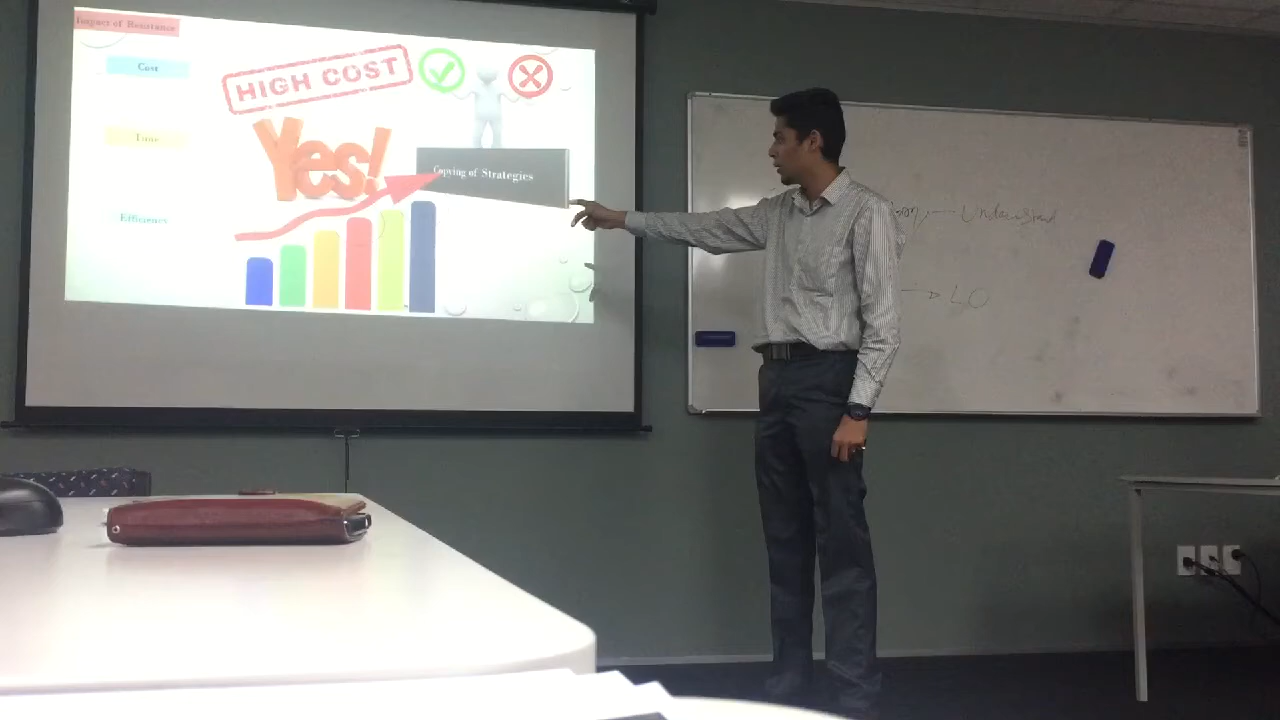 Impact of Resistance
Cost
HIGH COST
Time
Yes!
Copying of Strategies
Efficiency
Understand
LO